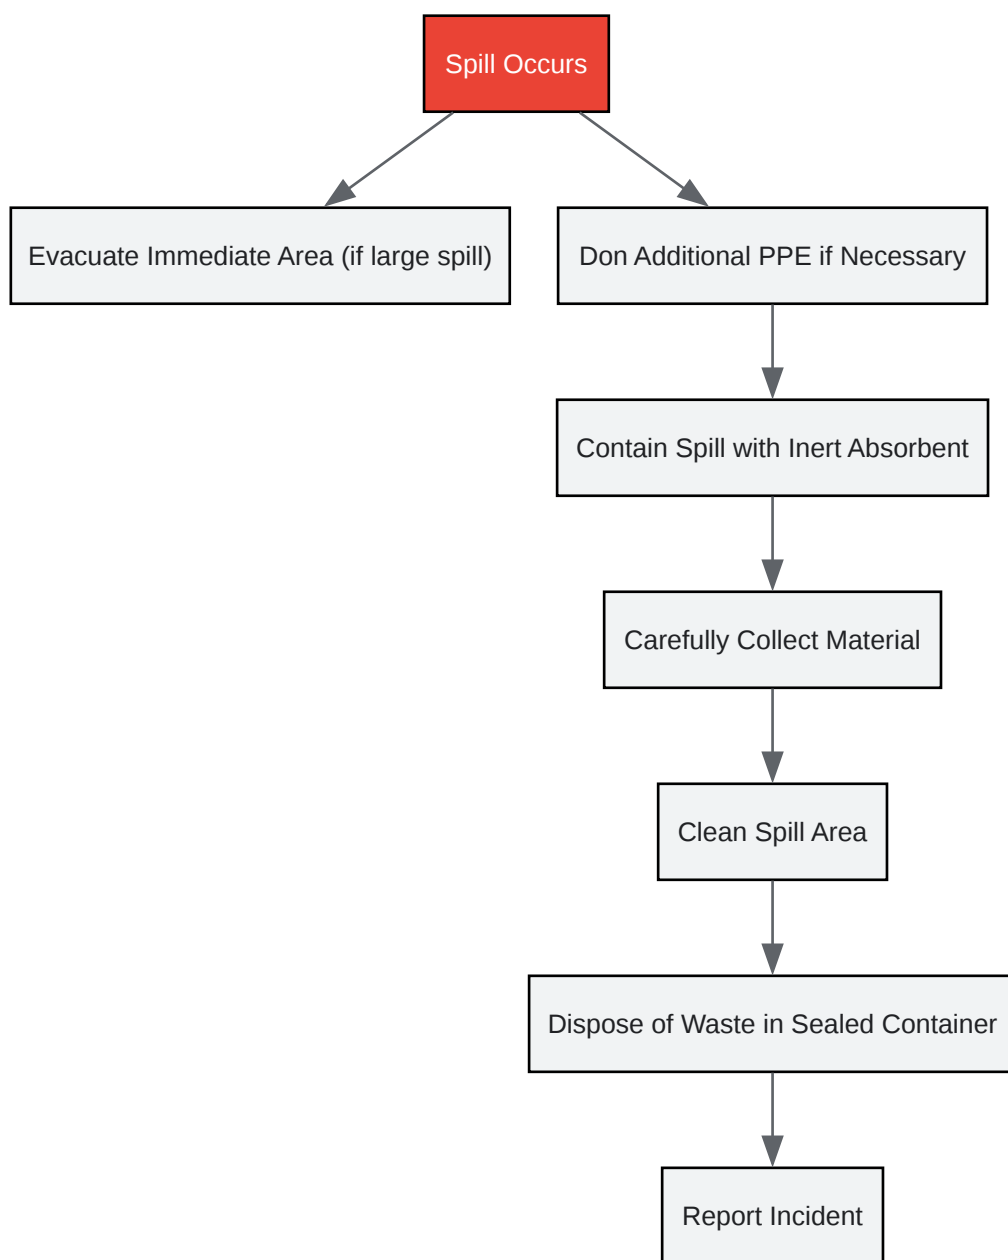 Spill Occurs
Evacuate Immediate Area (if large spill)
Don Additional PPE if Necessary
Contain Spill with Inert Absorbent
Carefully Collect Material
Clean Spill Area
Dispose of Waste in Sealed Container
Report Incident